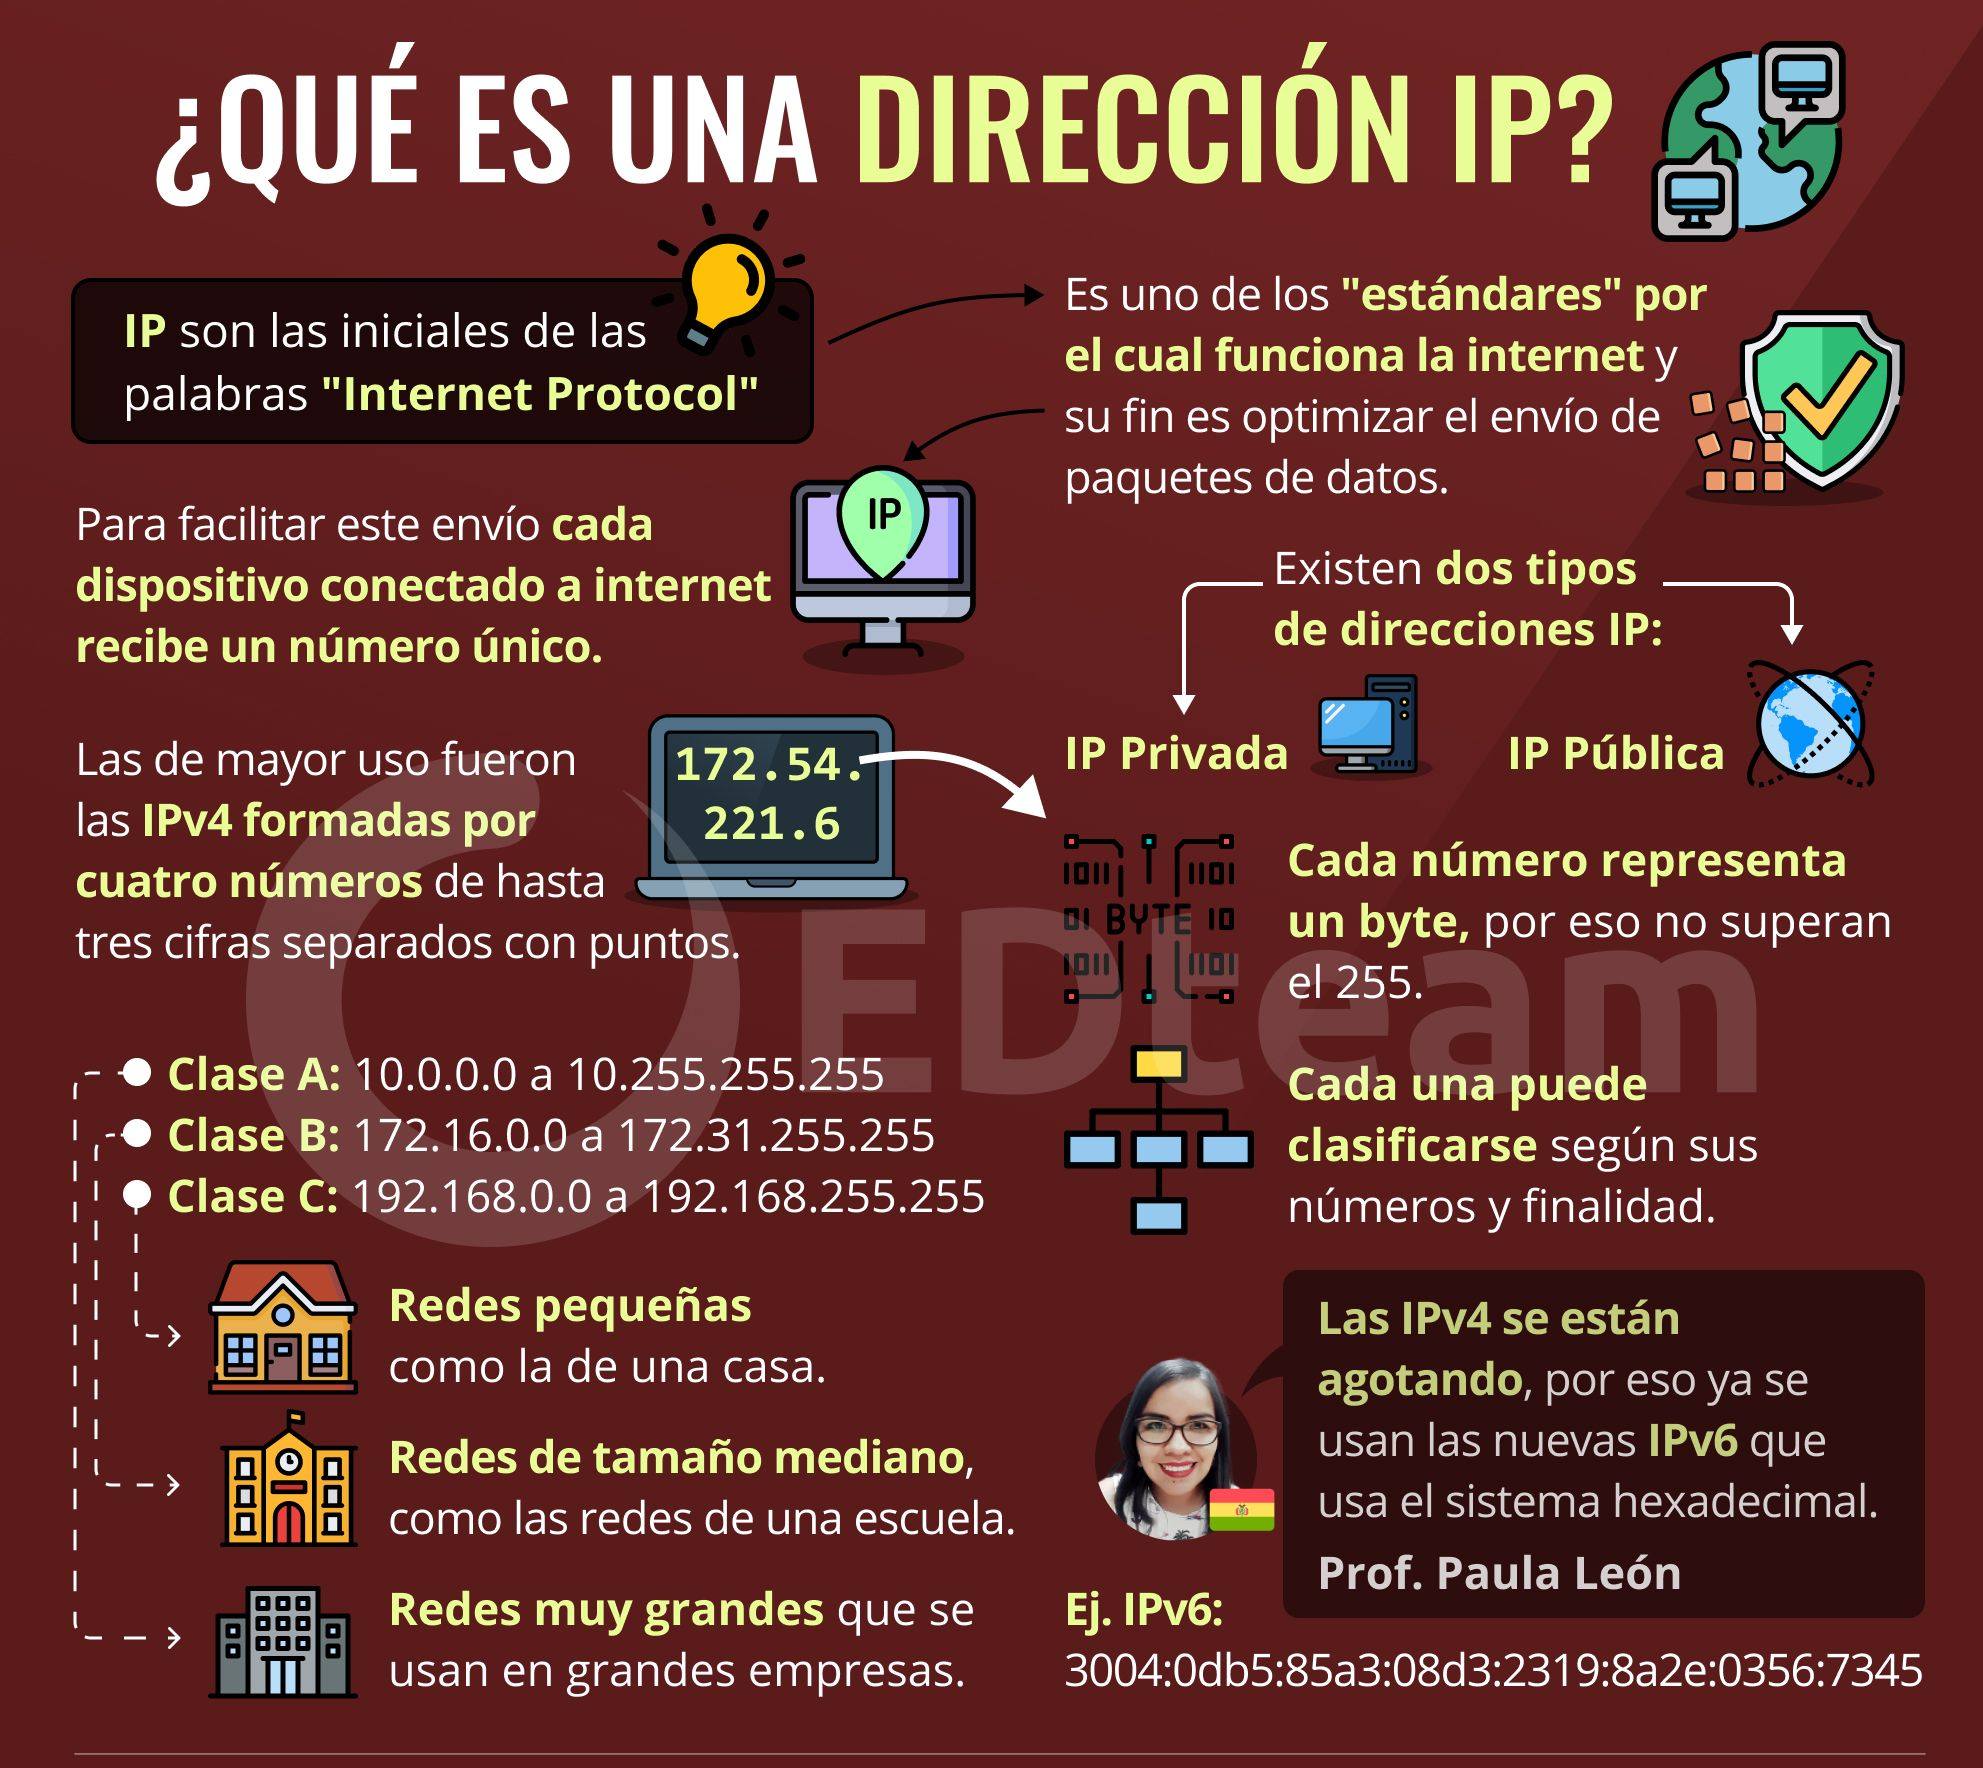 ¿QUÉ ES UNA DIRECCIÓN IP?
IP son las iniciales de las
palabras "Internet Protocol"
Es uno de los "estándares" por
el cual funciona la internet y
su fin es optimizar el envío de
paquetes de datos.
IP
Para facilitar este envío cada
dispositivo conectado a internet
recibe un número único.
Existen dos tipos
de direcciones IP:
IP Privada
IP Pública
Las de mayor uso fueron
las IPv4 formadas por
cuatro números de hasta
tres cifras separados con puntos.
172.54.
221.6
1011 1101
01 BYTE 10
1011 1101
Cada número representa
un byte, por eso no superan
el 255.
EDteam
Cada una puede
clasificarse según sus
números y finalidad.
Clase A: 10.0.0.0 a 10.255.255.255
Clase B: 172.16.0.0 a 172.31.255.255
Clase C: 192.168.0.0 a 192.168.255.255
Redes pequeñas
como la de una casa.
Redes de tamaño mediano,
como las redes de una escuela.
Redes muy grandes que se
usan en grandes empresas.
Las IPv4 se están
agotando, por eso ya se
usan las nuevas IPv6 que
usa el sistema hexadecimal.
Prof. Paula León
Ej. IPv6:
3004:0db5:85a3:08d3:2319:8a2e:0356:7345